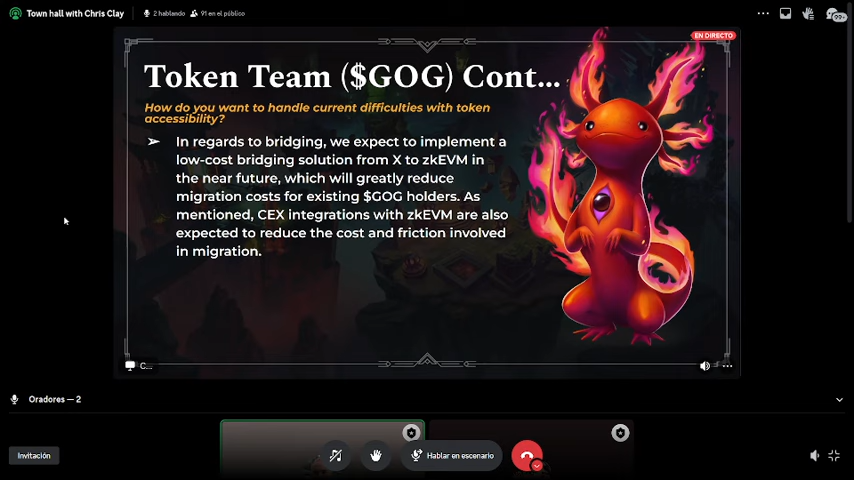 Town hall with Chris Clay
2 hablando
91 en el público
99+
EN DIRECTO
Token Team ($GOG) Cont...
How do you want to handle current difficulties with token
accessibility?
In regards to bridging, we expect to implement a
low-cost bridging solution from X to zkEVM in
the near future, which will greatly reduce
migration costs for existing $GOG holders. As
mentioned, CEX integrations with zkEVM are also
expected to reduce the cost and friction involved
in migration.
C...
Oradores — 2
Invitación
Hablar en escenario